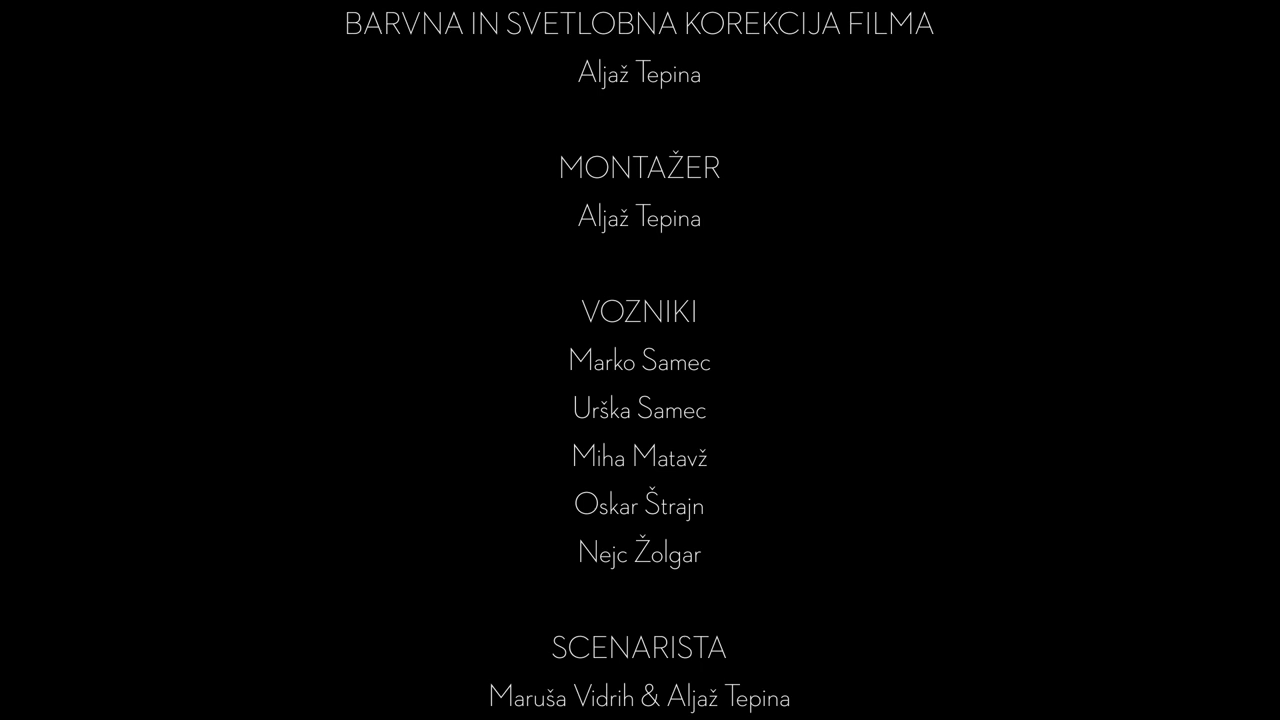 BARVNA IN SVETLOBNA KOREKCIJA FILMA
Aljaž Tepina
MONTAŽER
Aljaž Tepina
VOZNIKI
Marko Samec
Urška Samec
Miha Matavž
Oskar Štrajn
Nejc Žolgar
SCENARISTA
Maruša Vidrih & Aljaž Tepina